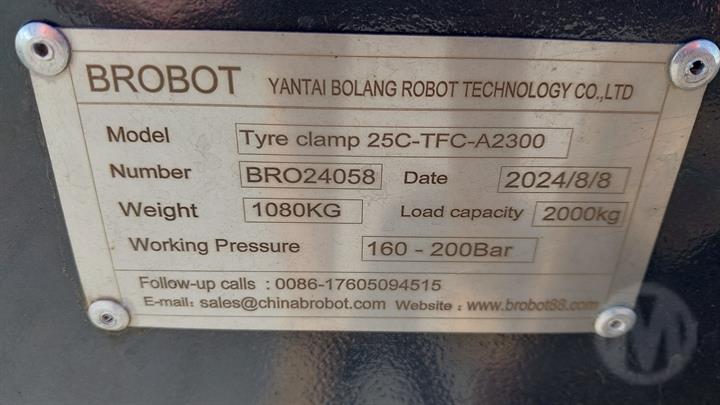 BROBOT YANTAI BOLANG ROBOT TECHNOLOGY CO.,LTD
Model Tyre clamp 25C-TFC-A2300
Number BRO24058 Date 2024/8/8
Weight 1080KG Load capacity 2000kg
Working Pressure 160 - 200Bar
Follow-up calls : 0086-17605094515
E-mail: sales@chinabrobot.com Website : www.brobot88.com
M